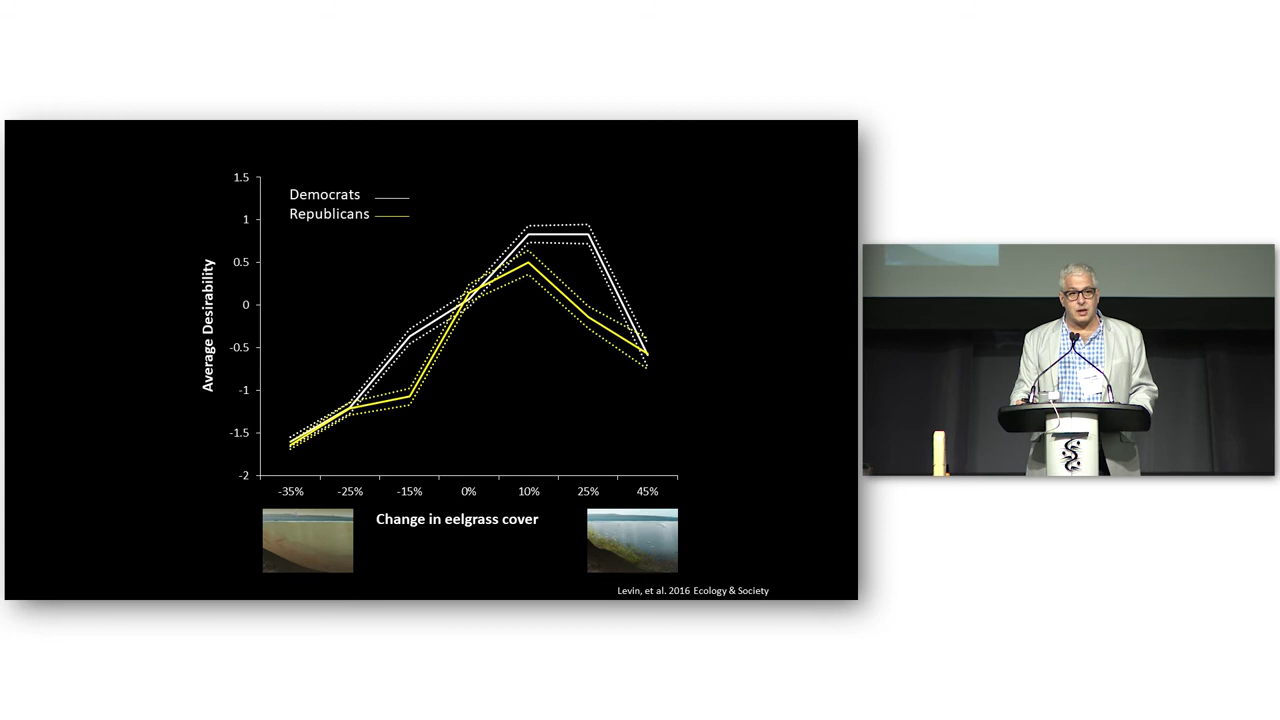 Democrats
Republicans
1.5
1
0.5
0
-0.5
-1
-1.5
-2
Average Desirability
-35% -25% -15% 0% 10% 25% 45%
Change in eelgrass cover
Levin, et al. 2016 Ecology & Society